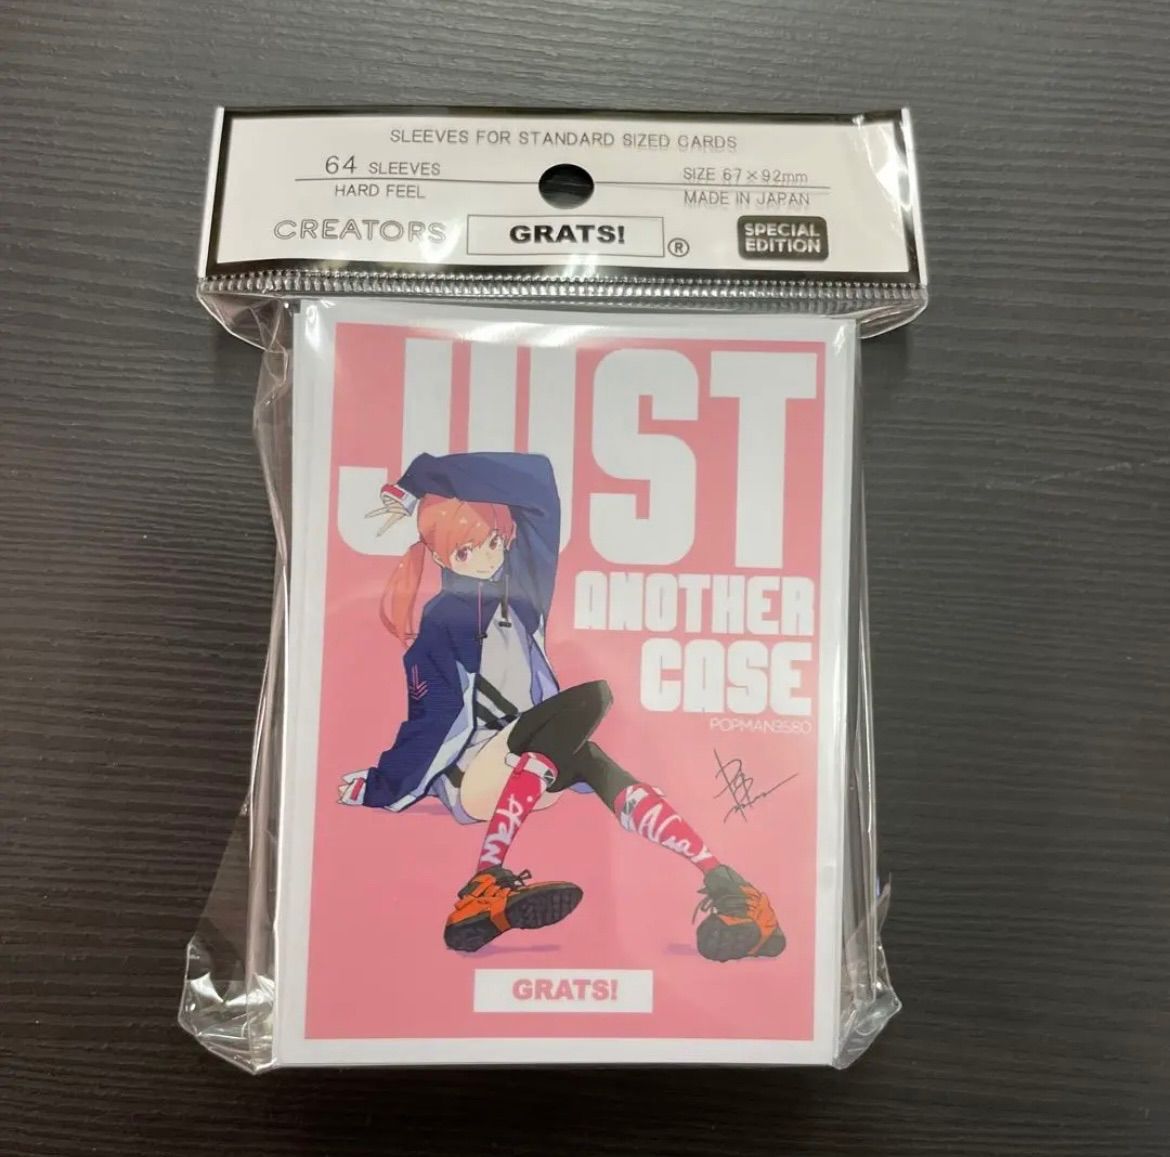 SLEEVES FOR STANDARD SIZED CARDS
64 SLEEVES
HARD FEEL
SIZE 67×92mm
MADE IN JAPAN
CREATORS GRATS! ®
SPECIAL
EDITION
JUST
ANOTHER
CASE
POPMAN3580
GRATS!